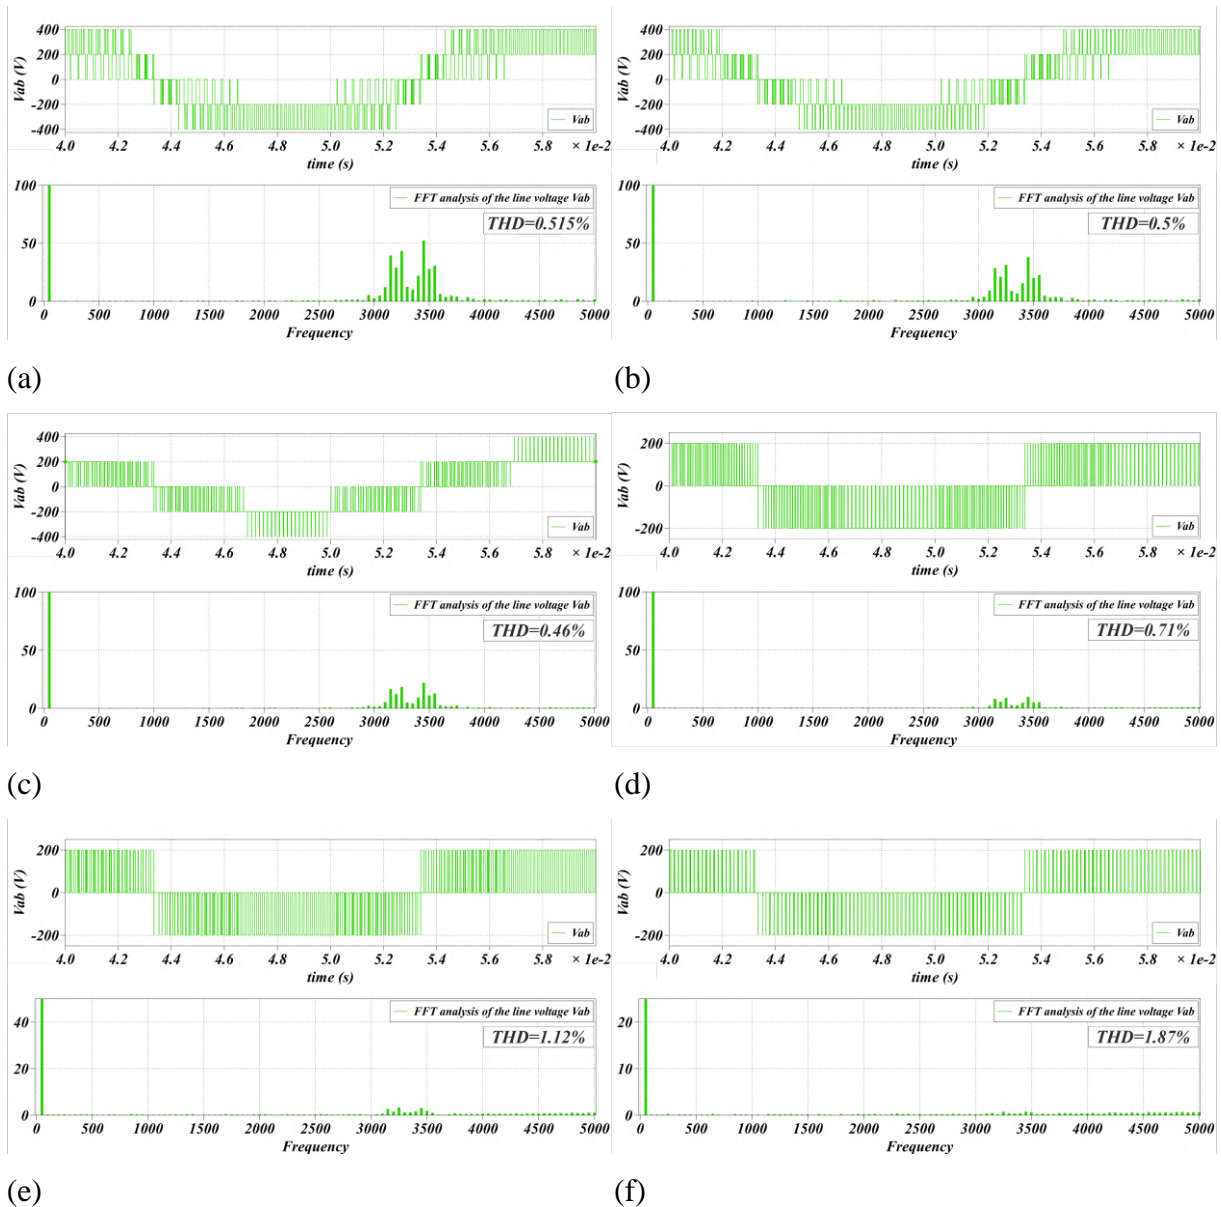 400
200
0
-200
-400
Vab (V)
Vab
4.0 4.2 4.4 4.6 4.8 5.0 5.2 5.4 5.6 5.8 × 1e-2
time (s)
100
50
0
FFT analysis of the line voltage Vab
THD=0.515%
0 500 1000 1500 2000 2500 3000 3500 4000 4500 5000
Frequency
(a)
400
200
0
-200
-400
Vab (V)
Vab
4.0 4.2 4.4 4.6 4.8 5.0 5.2 5.4 5.6 5.8 × 1e-2
time (s)
100
50
0
FFT analysis of the line voltage Vab
THD=0.5%
0 500 1000 1500 2000 2500 3000 3500 4000 4500 5000
Frequency
(b)
400
200
0
-200
-400
Vab (V)
Vab
4.0 4.2 4.4 4.6 4.8 5.0 5.2 5.4 5.6 5.8 × 1e-2
time (s)
100
50
0
FFT analysis of the line voltage Vab
THD=0.46%
0 500 1000 1500 2000 2500 3000 3500 4000 4500 5000
Frequency
(c)
200
0
-200
Vab (V)
Vab
4.0 4.2 4.4 4.6 4.8 5.0 5.2 5.4 5.6 5.8 × 1e-2
time (s)
100
50
0
FFT analysis of the line voltage Vab
THD=0.71%
0 500 1000 1500 2000 2500 3000 3500 4000 4500 5000
Frequency
(d)
200
0
-200
Vab (V)
Vab
4.0 4.2 4.4 4.6 4.8 5.0 5.2 5.4 5.6 5.8 × 1e-2
time (s)
40
20
0
FFT analysis of the line voltage Vab
THD=1.12%
0 500 1000 1500 2000 2500 3000 3500 4000 4500 5000
Frequency
(e)
200
0
-200
Vab (V)
Vab
4.0 4.2 4.4 4.6 4.8 5.0 5.2 5.4 5.6 5.8 × 1e-2
time (s)
20
10
0
FFT analysis of the line voltage Vab
THD=1.87%
0 500 1000 1500 2000 2500 3000 3500 4000 4500 5000
Frequency
(f)